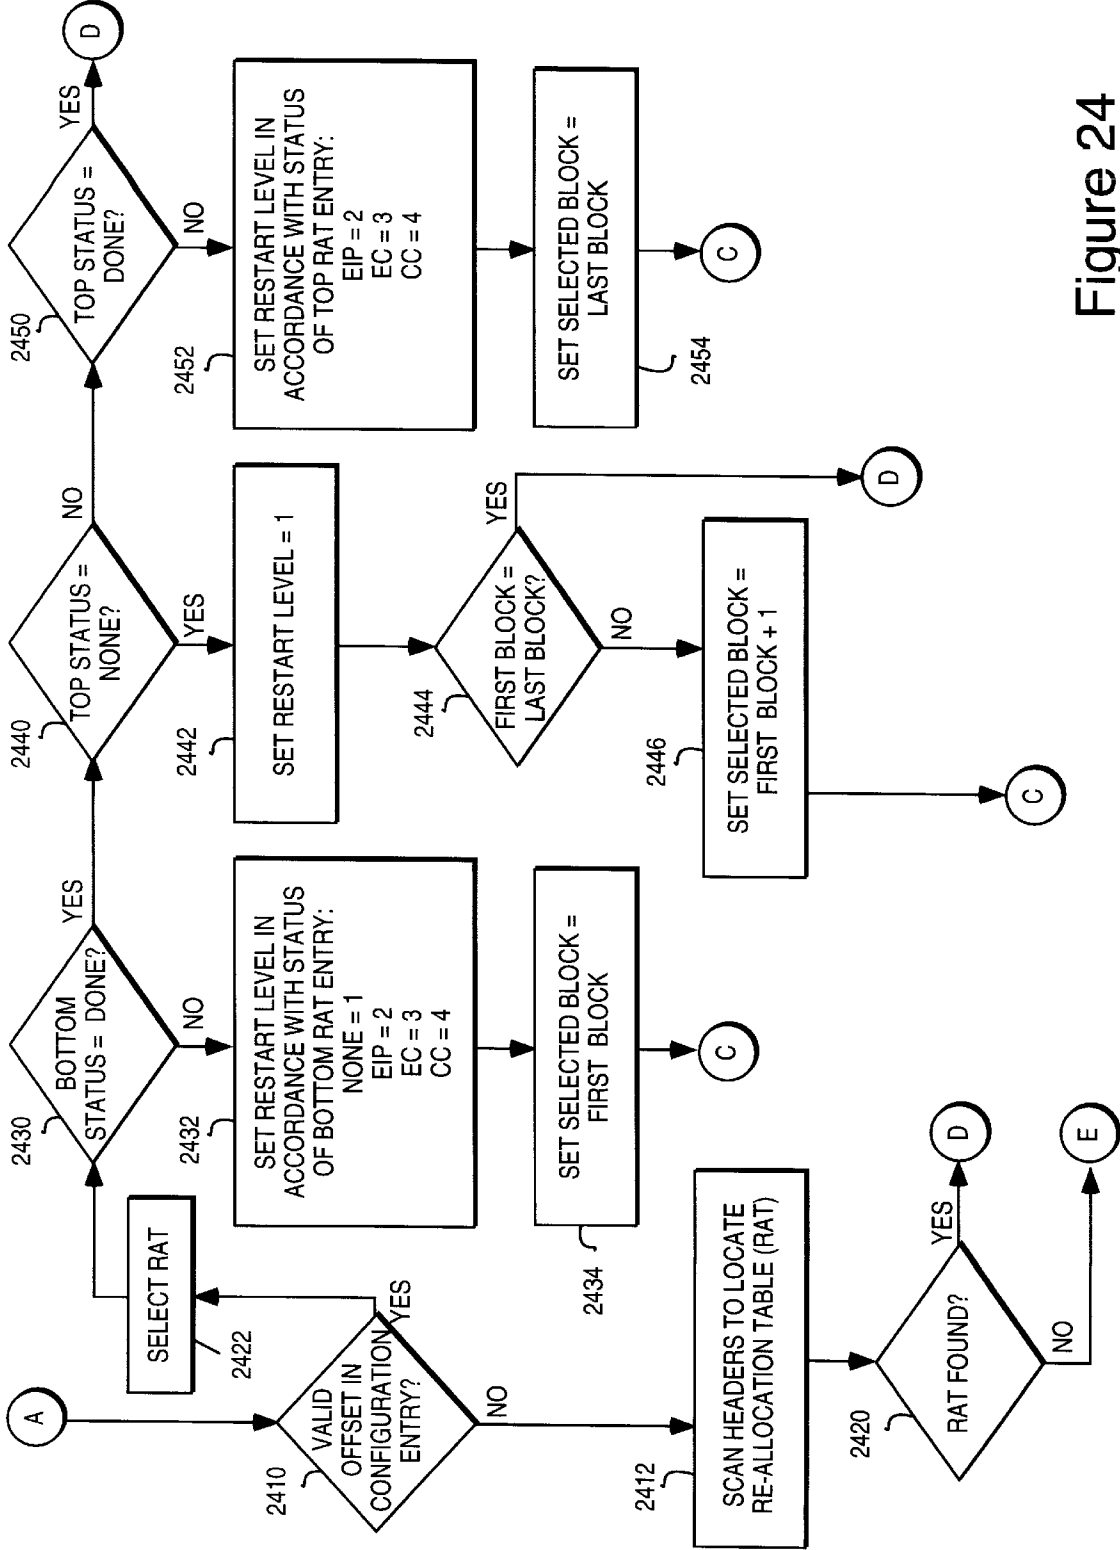 A
VALID
OFFSET IN
CONFIGURATION
ENTRY?
2410
YES
NO
SELECT RAT
2422
SCAN HEADERS TO LOCATE
RE-ALLOCATION TABLE (RAT)
2412
RAT FOUND?
2420
YES
D
NO
E
BOTTOM
STATUS = DONE?
2430
YES
NO
SET RESTART LEVEL IN
ACCORDANCE WITH STATUS
OF BOTTOM RAT ENTRY:
NONE = 1
EIP = 2
EC = 3
CC = 4
2432
SET SELECTED BLOCK =
FIRST BLOCK
2434
C
TOP STATUS =
NONE?
2440
NO
YES
SET RESTART LEVEL = 1
2442
FIRST BLOCK =
LAST BLOCK?
2444
YES
D
NO
SET SELECTED BLOCK =
FIRST BLOCK + 1
2446
C
TOP STATUS =
DONE?
2450
YES
D
NO
SET RESTART LEVEL IN
ACCORDANCE WITH STATUS
OF TOP RAT ENTRY:
EIP = 2
EC = 3
CC = 4
2452
SET SELECTED BLOCK =
LAST BLOCK
2454
C
Figure 24